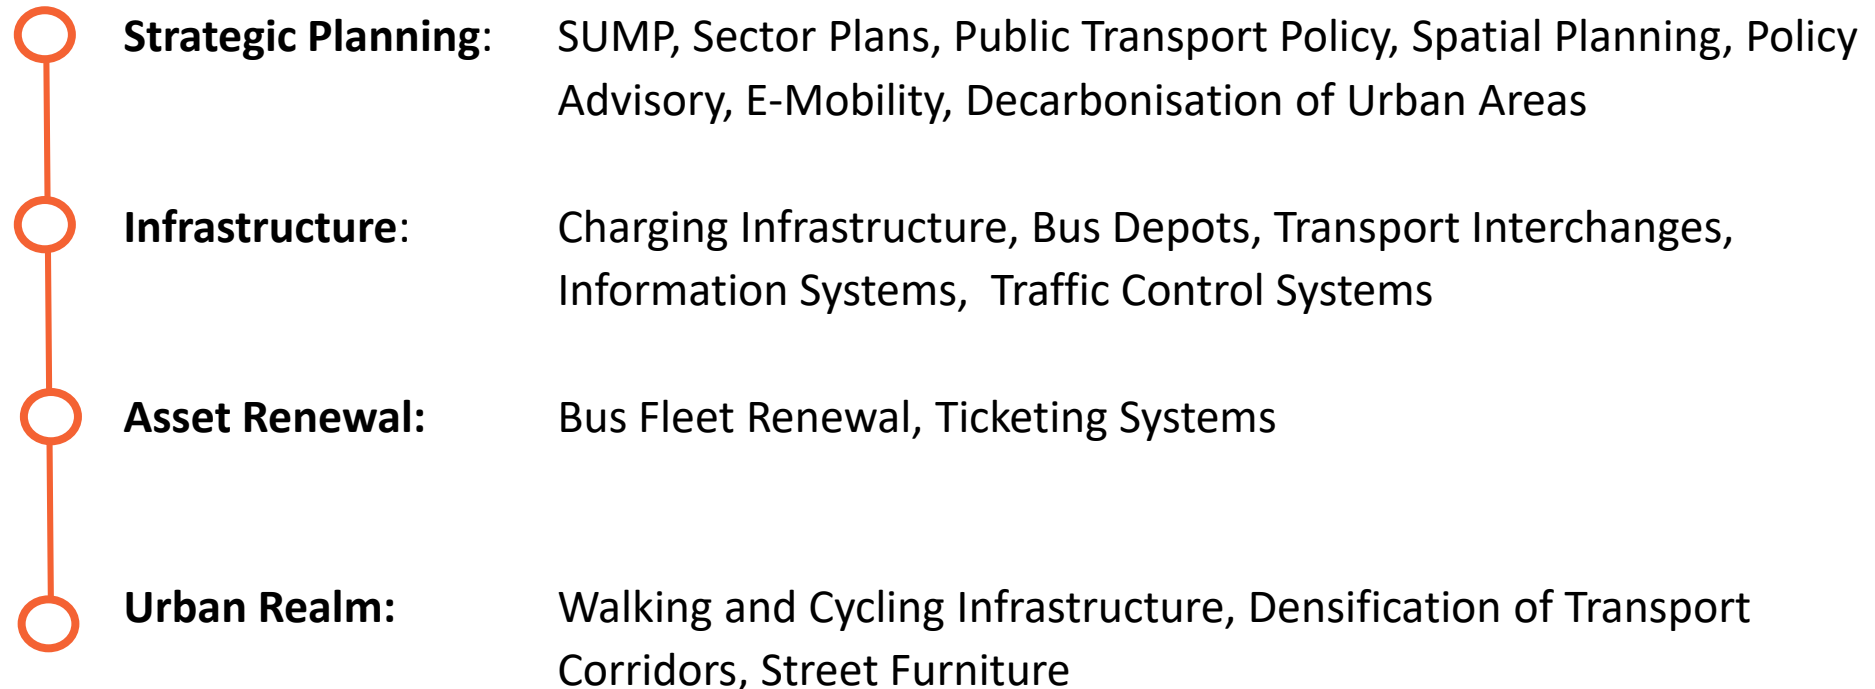 Strategic Planning: SUMP, Sector Plans, Public Transport Policy, Spatial Planning, Policy
Advisory, E-Mobility, Decarbonisation of Urban Areas
Infrastructure: Charging Infrastructure, Bus Depots, Transport Interchanges,
Information Systems, Traffic Control Systems
Asset Renewal: Bus Fleet Renewal, Ticketing Systems
Urban Realm: Walking and Cycling Infrastructure, Densification of Transport
Corridors, Street Furniture